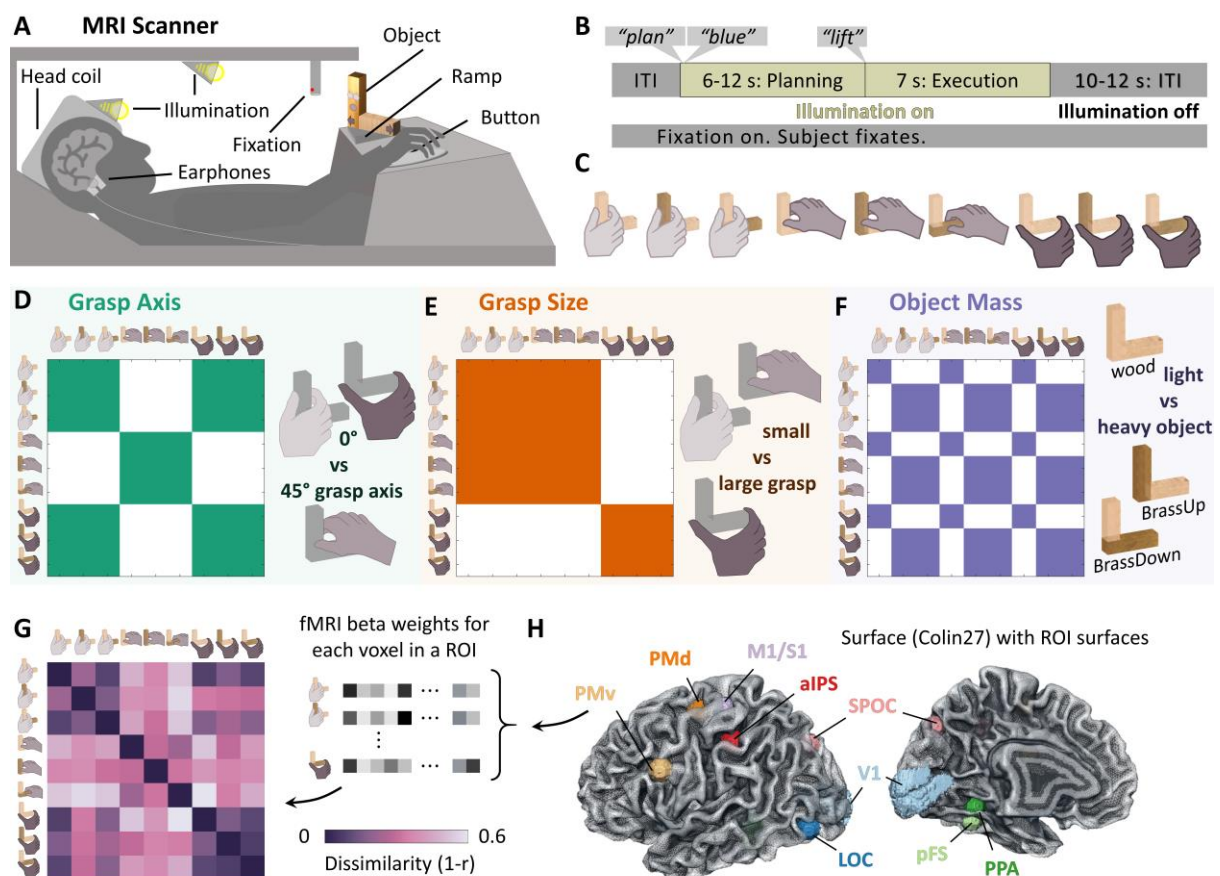 A
MRI Scanner
Head coil
Illumination
Fixation
Earphones
Object
Ramp
Button
B
"plan"
"blue"
"lift"
ITI
6-12 s: Planning
7 s: Execution
10-12 s: ITI
Illumination on
Illumination off
Fixation on. Subject fixates.
C
D
Grasp Axis
0°
vs
45° grasp axis
E
Grasp Size
small
vs
large grasp
F
Object Mass
wood
light
vs
heavy object
BrassUp
BrassDown
G
fMRI beta weights for
each voxel in a ROI
0
0.6
Dissimilarity (1-r)
H
Surface (Colin27) with ROI surfaces
PMd
M1/S1
PMv
aIPS
SPOC
V1
LOC
pFS
PPA